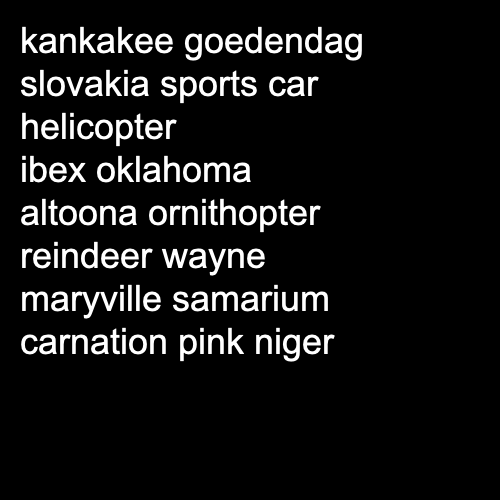 kankakee goedendag
slovakia sports car
helicopter
ibex oklahoma
altoona ornithopter
reindeer wayne
maryville samarium
carnation pink niger